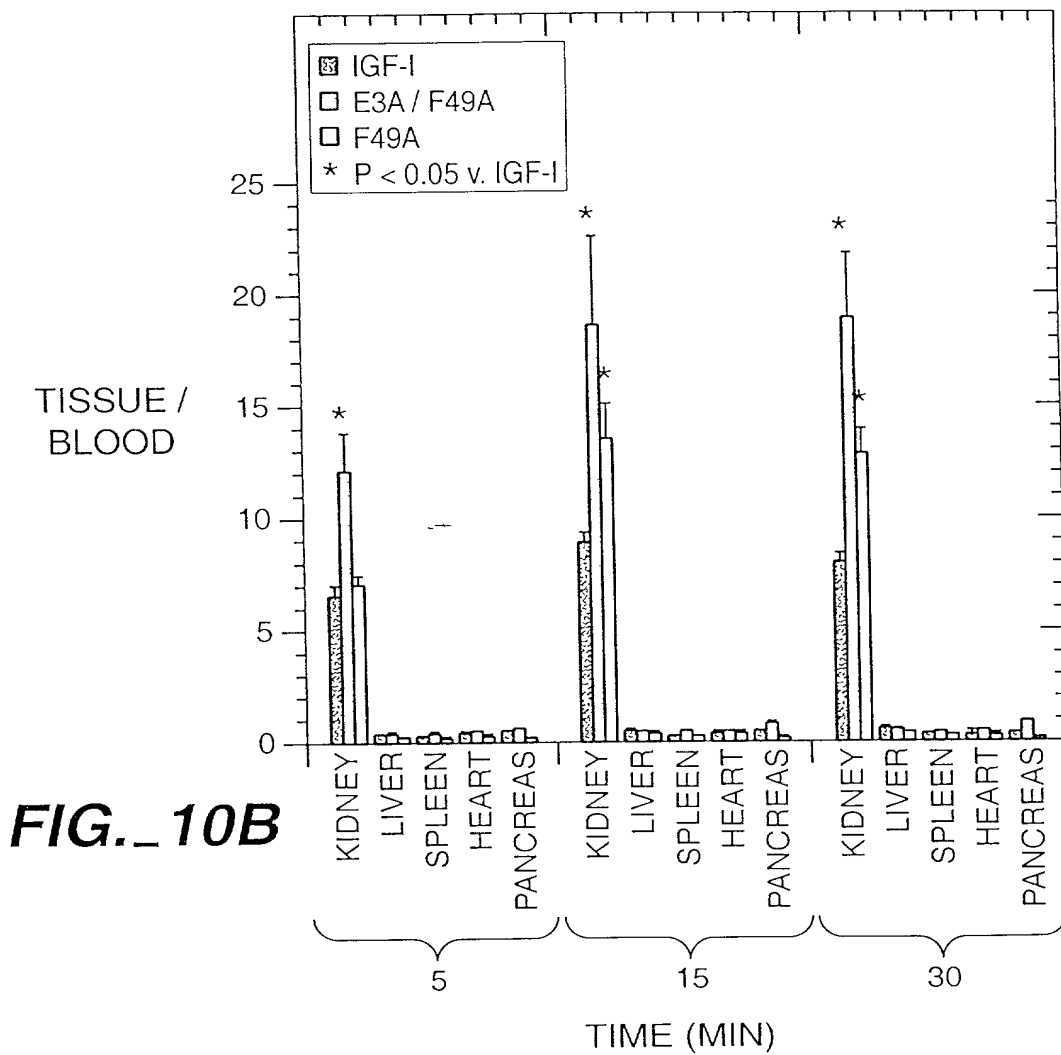 IGF-I
E3A / F49A
F49A
* P < 0.05 v. IGF-I
25
20
15
10
5
0
TISSUE /
BLOOD
*
*
*
*
*
KIDNEY
LIVER
SPLEEN
HEART
PANCREAS
KIDNEY
LIVER
SPLEEN
HEART
PANCREAS
KIDNEY
LIVER
SPLEEN
HEART
PANCREAS
5
15
30
TIME (MIN)
FIG._10B